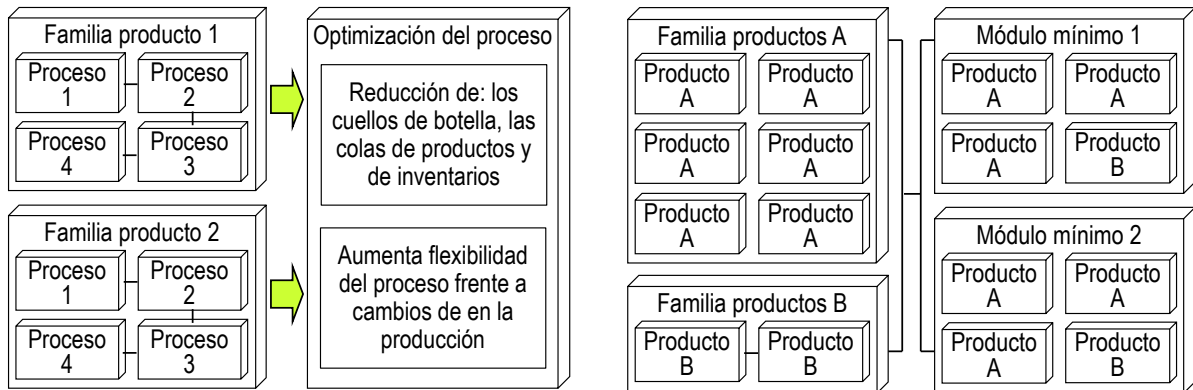 Familia producto 1
Proceso
1
Proceso
2
Proceso
4
Proceso
3
Familia producto 2
Proceso
1
Proceso
2
Proceso
4
Proceso
3
Optimización del proceso
Reducción de: los
cuellos de botella, las
colas de productos y
de inventarios
Aumenta flexibilidad
del proceso frente a
cambios de en la
producción
Familia productos A
Producto
A
Producto
A
Producto
A
Producto
A
Producto
A
Producto
A
Familia productos B
Producto
B
Producto
B
Módulo mínimo 1
Producto
A
Producto
A
Producto
A
Producto
B
Módulo mínimo 2
Producto
A
Producto
A
Producto
A
Producto
B